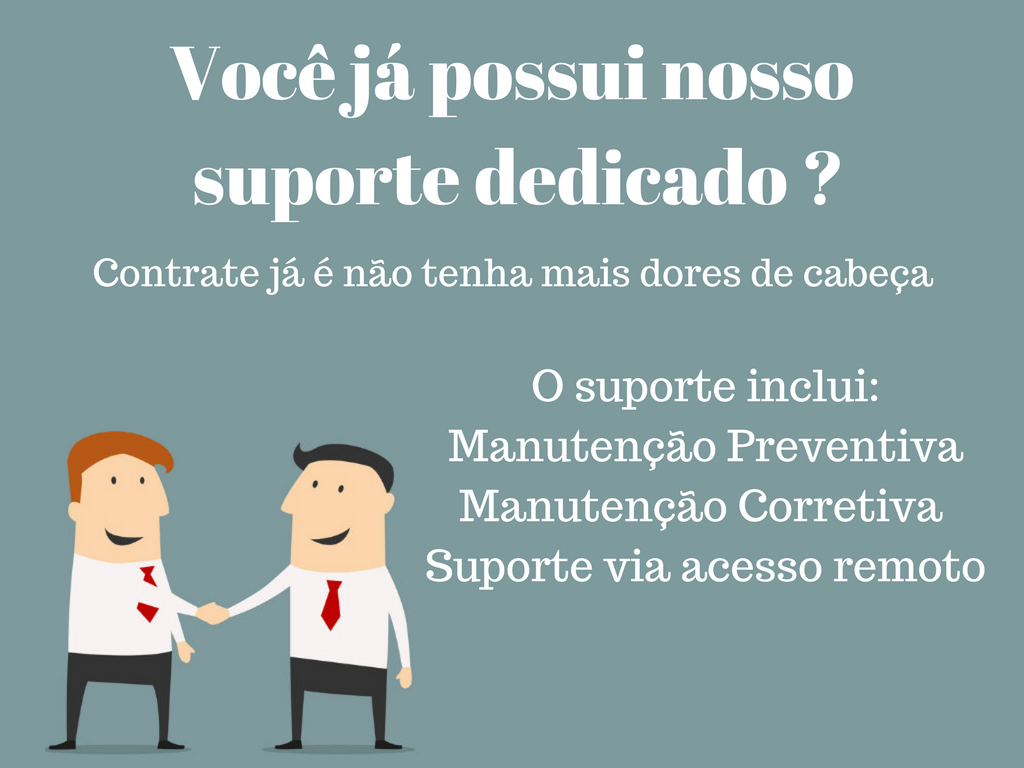 Você já possui nosso
suporte dedicado ?
Contrate já é não tenha mais dores de cabeça
O suporte inclui:
Manutenção Preventiva
Manutenção Corretiva
Suporte via acesso remoto